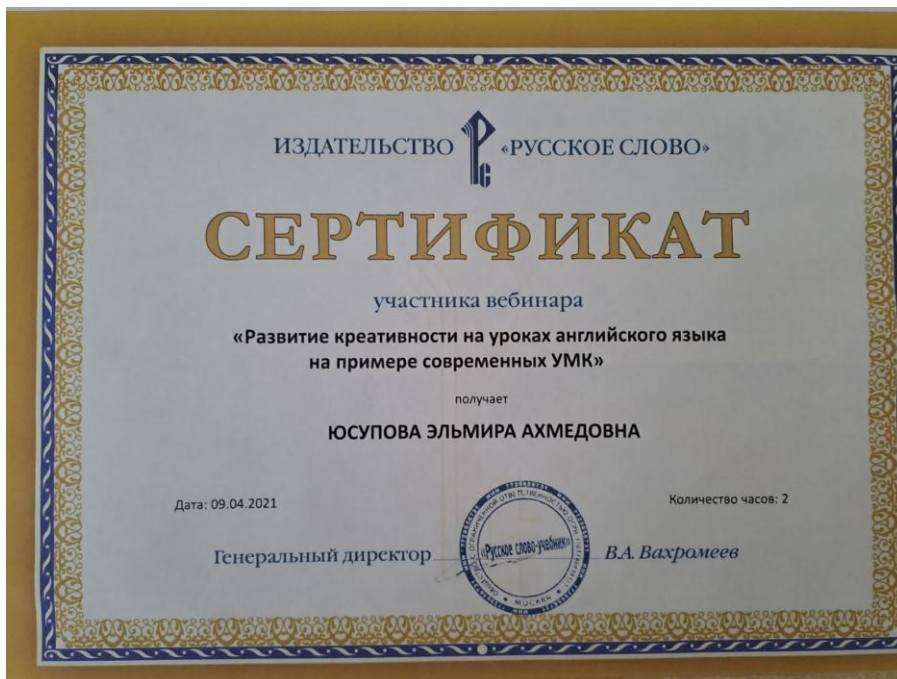 ИЗДАТЕЛЬСТВО «РУССКОЕ СЛОВО»
СЕРТИФИКАТ
участника вебинара
«Развитие креативности на уроках английского языка
на примере современных УМК»
получает
ЮСУПОВА ЭЛЬМИРА АХМЕДОВНА
Дата: 09.04.2021
Количество часов: 2
Генеральный директор
«Русское слово-учебник»
МОСКВА
В.А. Вахромеев